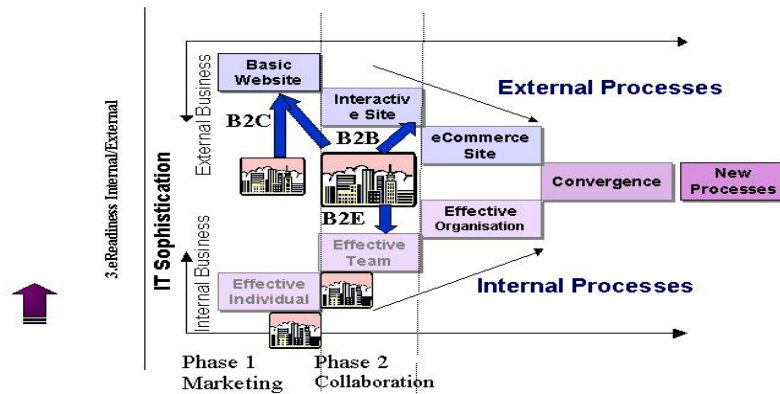 3.eReadiness Internal/External
IT Sophistication
External Business
Internal Business
Basic
Website
Interactiv
e Site
External Processes
B2C
B2B
eCommerce
Site
Convergence
New
Processes
B2E
Effective
Organisation
Effective
Team
Effective
Individual
Internal Processes
Phase 1
Marketing
Phase 2
Collaboration